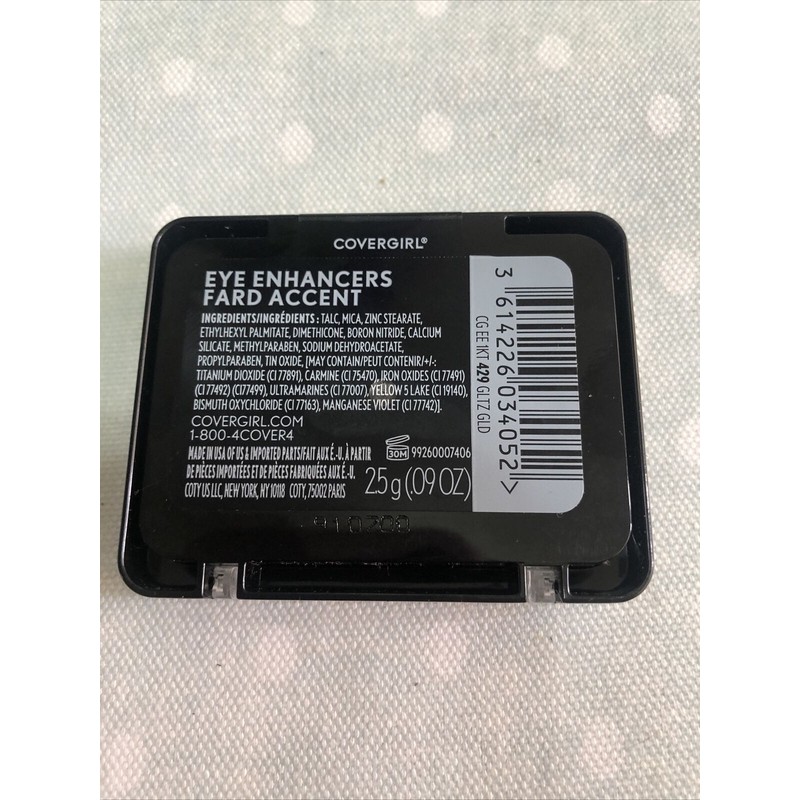 COVERGIRL®
EYE ENHANCERS
FARD ACCENT
INGREDIENTS/INGRÉDIENTS : TALC, MICA, ZINC STEARATE,
ETHYLHEXYL PALMITATE, DIMETHICONE, BORON NITRIDE, CALCIUM
SILICATE, METHYLPARABEN, SODIUM DEHYDROACETATE,
PROPYLPARABEN, TIN OXIDE, [MAY CONTAIN/PEUT CONTENIR/+/-:
TITANIUM DIOXIDE (CI 77891), CARMINE (CI 75470), IRON OXIDES (CI 77491)
(CI 77492) (CI77499), ULTRAMARINES (CI 77007), YELLOW 5 LAKE (CI 19140),
BISMUTH OXYCHLORIDE (CI 77163), MANGANESE VIOLET (CI 77742)].
COVERGIRL.COM
1-800-4COVER4
MADE IN USA OF US & IMPORTED PARTS/FAIT AUX É.-U. À PARTIR
DE PIÈCES IMPORTÉES ET DE PIÈCES FABRIQUÉES AUX É.-U.
COTY US LLC, NEW YORK, NY 10118 COTY, 75002 PARIS
30M 99260007406
2.5 g (.09 OZ)
CG EE 1KT 429 GLTZ GLD
3 614226 034052 >
910200